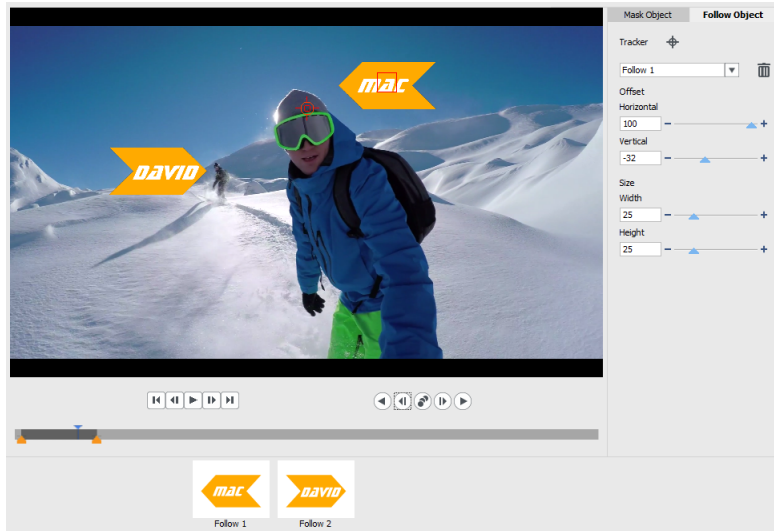 Mask Object
Follow Object
Tracker
Follow 1
Offset
Horizontal
100
Vertical
-32
Size
Width
25
Height
25
mac
DAVID
mac
DAVID
Follow 1
Follow 2